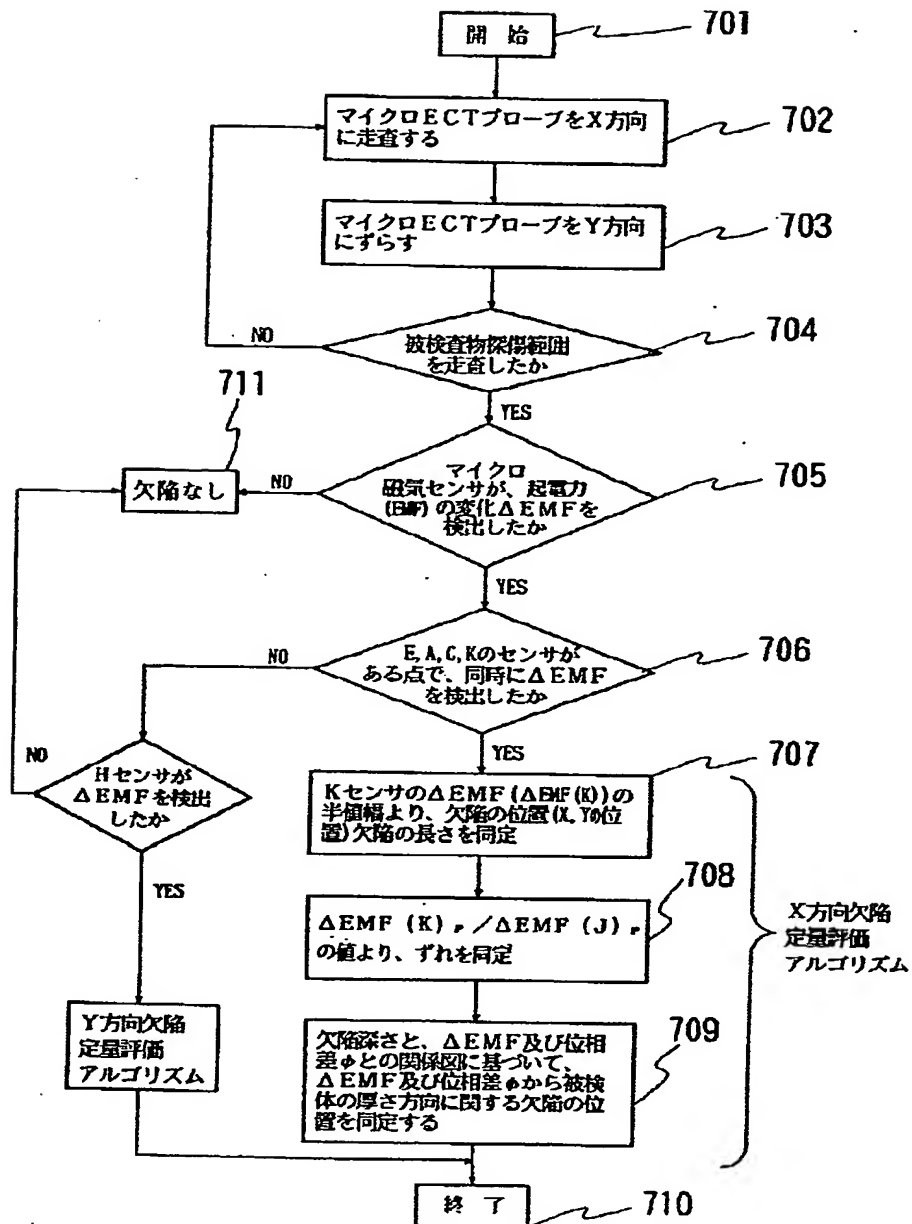 開 始
701
マイクロECTプローブをX方向
に走査する
702
マイクロECTプローブをY方向
にずらす
703
被検査物探傷範囲
を走査したか
704
NO
YES
711
欠陥なし
NO
マイクロ
磁気センサが、起電力
(EMF)の変化ΔEMFを
検出したか
705
YES
E,A,C,Kのセンサが
ある点で、同時にΔEMF
を検出したか
706
NO
YES
Hセンサが
ΔEMFを検出
したか
NO
YES
707
KセンサのΔEMF(ΔEMF(K))の
半値幅より、欠陥の位置(X,Yの位
置)欠陥の長さを同定
708
ΔEMF(K)P/ΔEMF(J)P
の値より、ずれを同定
X方向欠陥
定量評価
アルゴリズム
Y方向欠陥
定量評価
アルゴリズム
709
欠陥深さと、ΔEMF及び位相
差φとの関係図に基づいて、
ΔEMF及び位相差φから被検
体の厚さ方向に関する欠陥の位
置を同定する
終 了
710